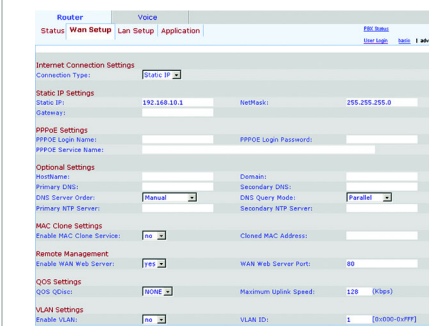 Router Voice
Status Wan Setup Lan Setup Application PBX Status
User Login basic | adv
Internet Connection Settings
Connection Type: Static IP
Static IP Settings
Static IP: 192.168.10.1 NetMask: 255.255.255.0
Gateway:
PPPoE Settings
PPPOE Login Name: PPPOE Login Password:
PPPOE Service Name:
Optional Settings
HostName: Domain:
Primary DNS: Secondary DNS:
DNS Server Order: Manual DNS Query Mode: Parallel
Primary NTP Server: Secondary NTP Server:
MAC Clone Settings
Enable MAC Clone Service: no Cloned MAC Address:
Remote Management
Enable WAN Web Server: yes WAN Web Server Port: 80
QOS Settings
QOS QDisc: NONE Maximum Uplink Speed: 128 (Kbps)
VLAN Settings
Enable VLAN: no VLAN ID: 1 [0x000-0xFFF]